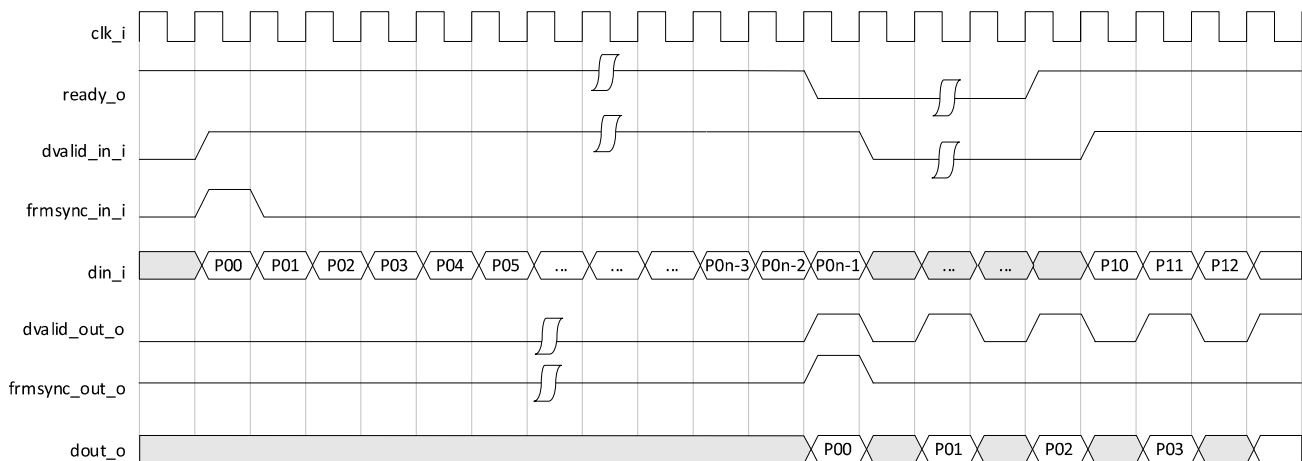 clk_i
ready_o
dvalid_in_i
frmsync_in_i
din_i P00 P01 P02 P03 P04 P05 ... ... ... P0n-3 P0n-2 P0n-1 ... ... P10 P11 P12
dvalid_out_o
frmsync_out_o
dout_o P00 P01 P02 P03